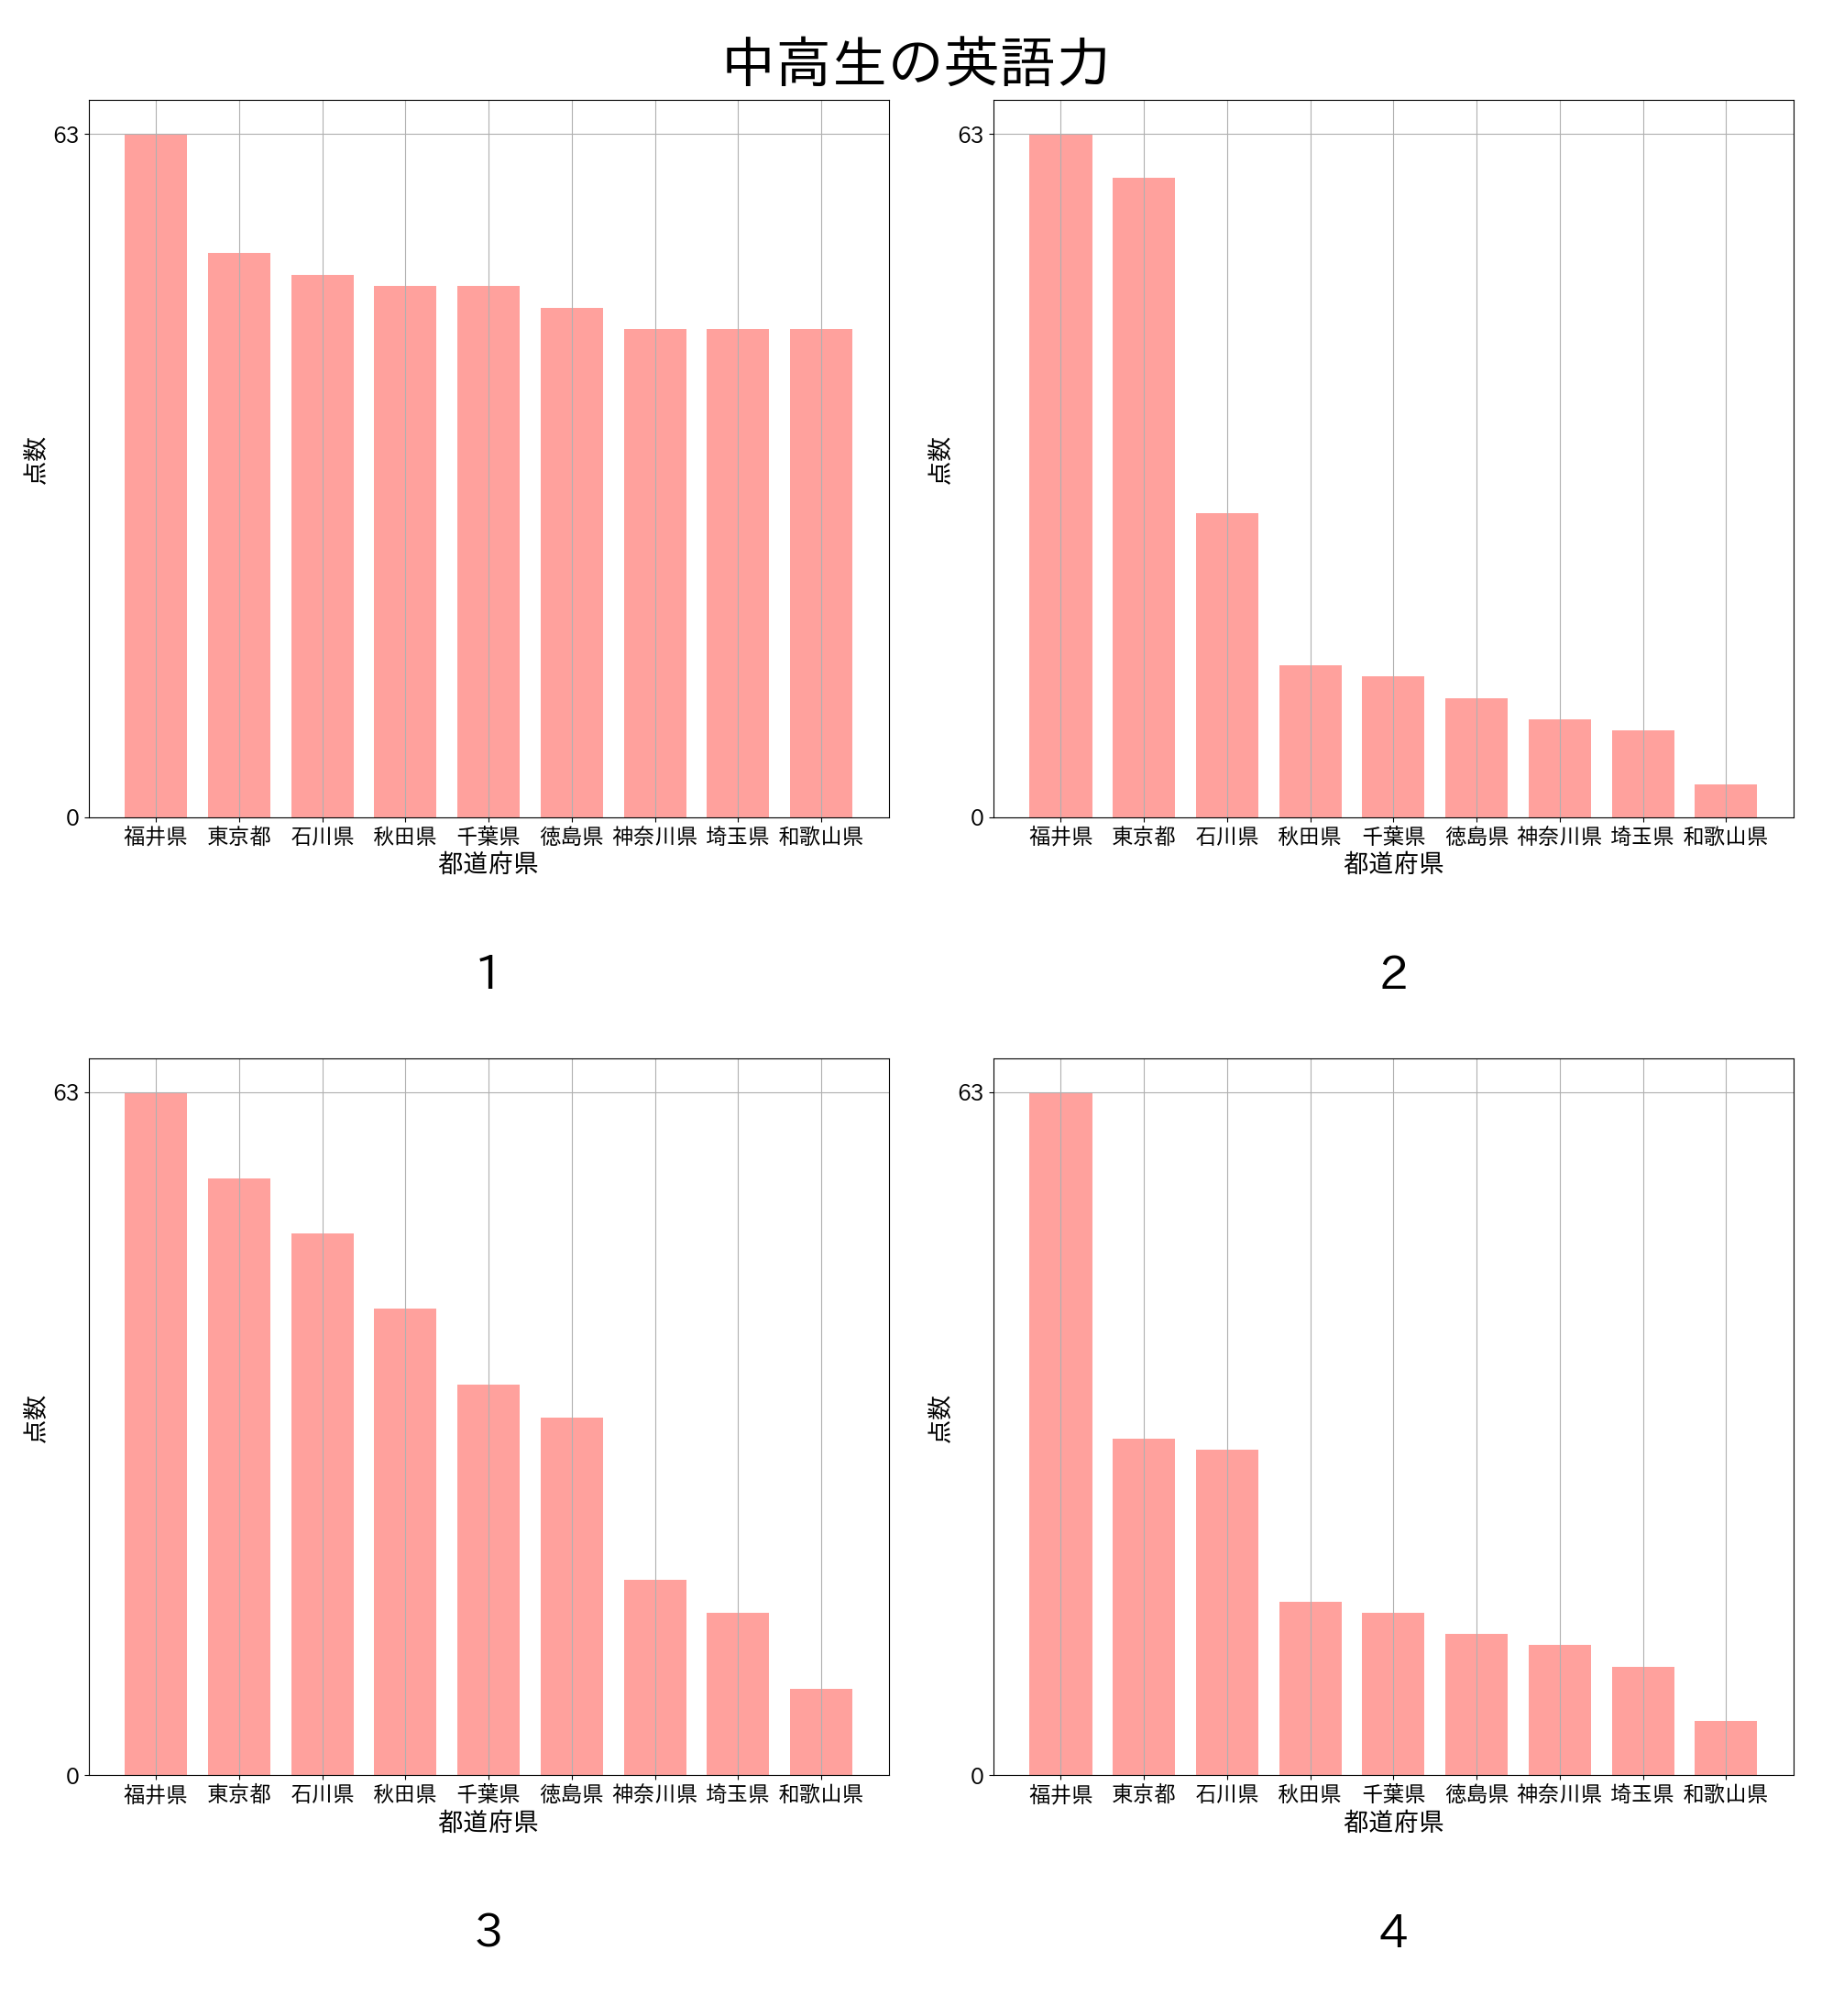 中高生の英語力
63
0
点数
福井県 東京都 石川県 秋田県 千葉県 徳島県 神奈川県 埼玉県 和歌山県
都道府県
1
63
0
点数
福井県 東京都 石川県 秋田県 千葉県 徳島県 神奈川県 埼玉県 和歌山県
都道府県
2
63
0
点数
福井県 東京都 石川県 秋田県 千葉県 徳島県 神奈川県 埼玉県 和歌山県
都道府県
3
63
0
点数
福井県 東京都 石川県 秋田県 千葉県 徳島県 神奈川県 埼玉県 和歌山県
都道府県
4